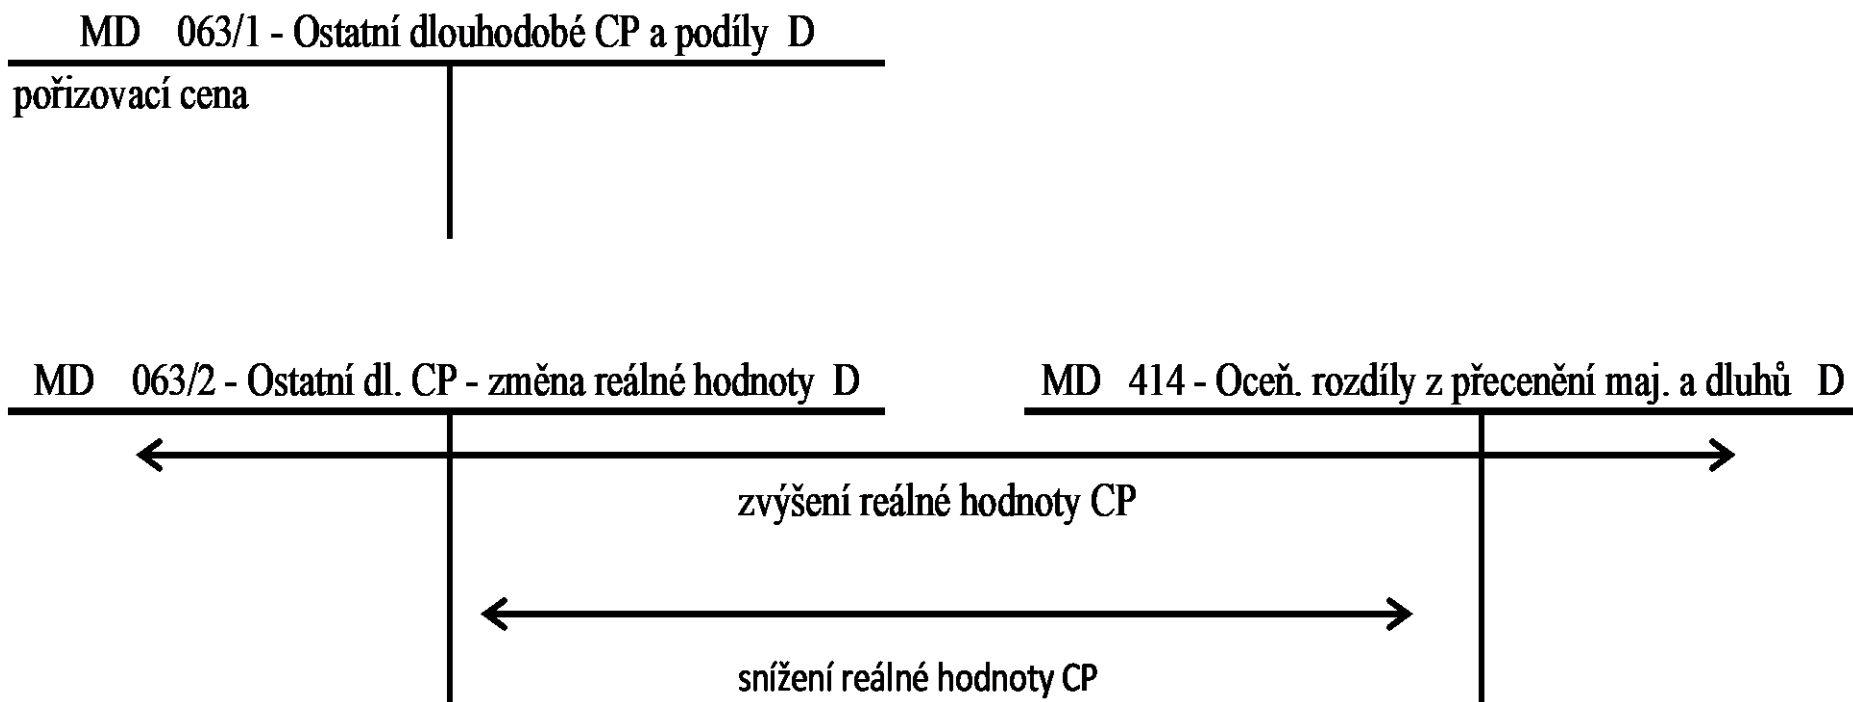 MD 063/1 - Ostatní dlouhodobé CP a podíly D
pořizovací cena
MD 063/2 - Ostatní dl. CP - změna reálné hodnoty D
MD 414 - Oceň. rozdíly z přecenění maj. a dluhů D
zvýšení reálné hodnoty CP
snížení reálné hodnoty CP